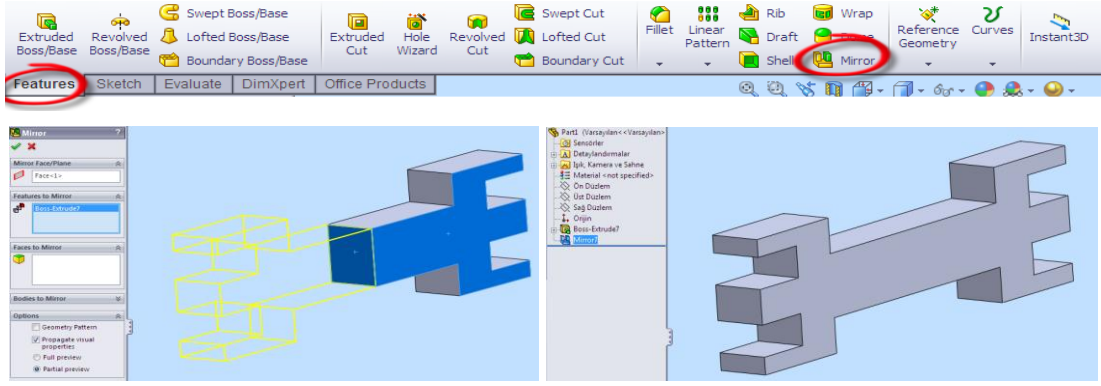 Extruded Boss/Base
Revolved Boss/Base
Swept Boss/Base
Lofted Boss/Base
Boundary Boss/Base
Extruded Cut
Hole Wizard
Revolved Cut
Swept Cut
Lofted Cut
Boundary Cut
Fillet
Linear Pattern
Rib
Draft
Shell
Wrap
Mirror
Reference Geometry
Curves
Instant3D
Features
Sketch
Evaluate
DimXpert
Office Products
Mirror
?
Mirror Face/Plane
Face<1>
Features to Mirror
Boss-Extrude7
Faces to Mirror
Bodies to Mirror
Options
Geometry Pattern
Propagate visual
properties
Full preview
Partial preview
Part1 (Varsayılan<<Varsayılan>
Sensörler
Detaylandırmalar
Işık, Kamera ve Sahne
Material <not specified>
Ön Düzlem
Üst Düzlem
Sağ Düzlem
Orijin
Boss-Extrude7